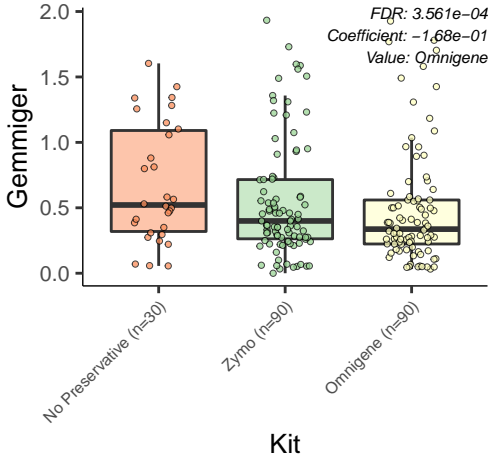 FDR: 3.561e−04
Coefficient: −1.68e−01
Value: Omnigene
2.0
1.5
1.0
0.5
0.0
Gemmiger
No Preservative (n=30)
Zymo (n=90)
Omnigene (n=90)
Kit